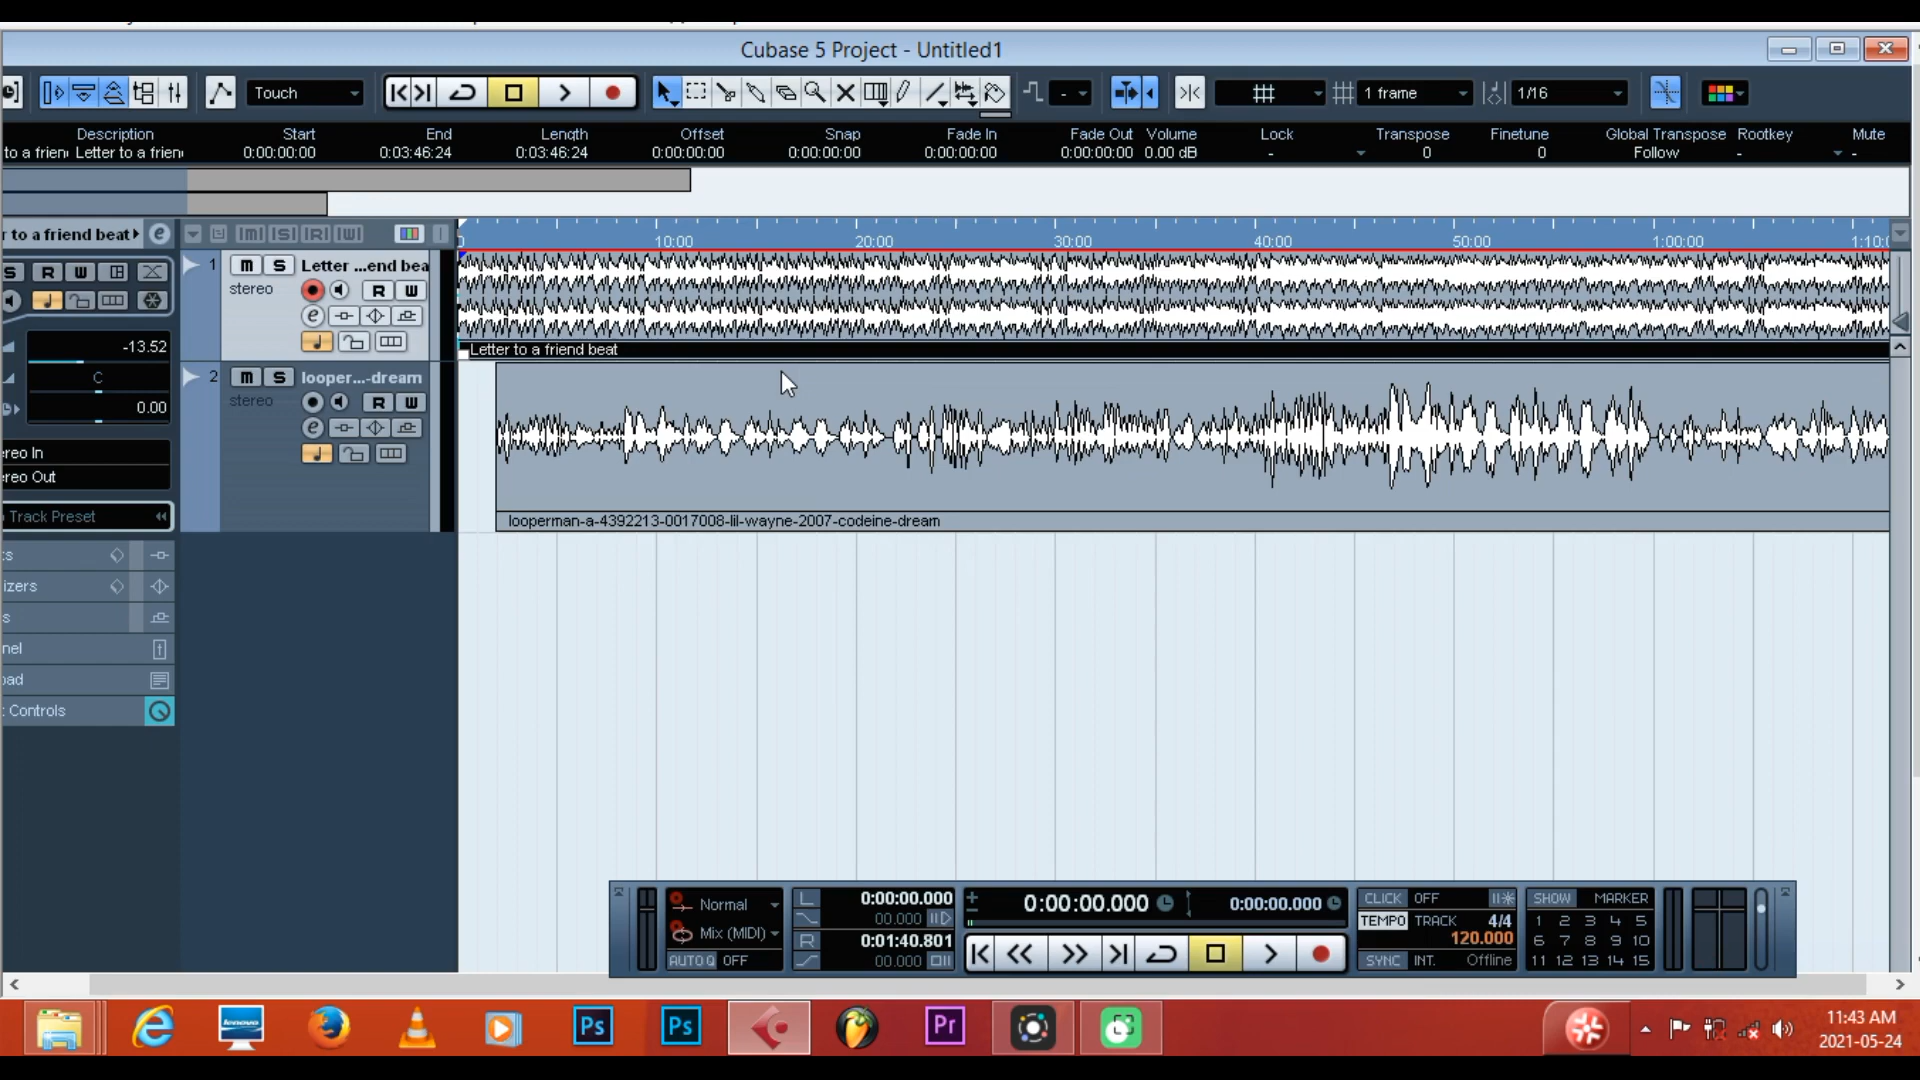 Cubase 5 Project - Untitled1
Touch
1 frame
1/16
Description Start End Length Offset Snap Fade In Fade Out Volume Lock Transpose Finetune Global Transpose Rootkey Mute
to a frien Letter to a frien 0:00:00:00 0:03:46:24 0:03:46:24 0:00:00:00 0:00:00:00 0:00:00:00 0:00:00:00 0.00 dB - 0 0 Follow - -
r to a friend beat
10:00 20:00 30:00 40:00 50:00 1:00:00 1:10:
1 m S Letter ...end bea
stereo R W
S R W
-13.52
C
0.00
Letter to a friend beat
2 m S looper...-dream
stereo R W
looperman-a-4392213-0017008-lil-wayne-2007-codeine-dream
ereo In
ereo Out
Track Preset
izers
nel
oad
Controls
Normal
Mix (MIDI)
AUTO Q OFF
L 0:00:00.000
00.000
R 0:01:40.801
00.000
0:00:00.000 0:00:00.000
CLICK OFF
TEMPO TRACK 4/4
120.000
SYNC INT. Offline
SHOW MARKER
1 2 3 4 5
6 7 8 9 10
11 12 13 14 15
lenovo
Ps
Ps
Pr
11:43 AM
2021-05-24